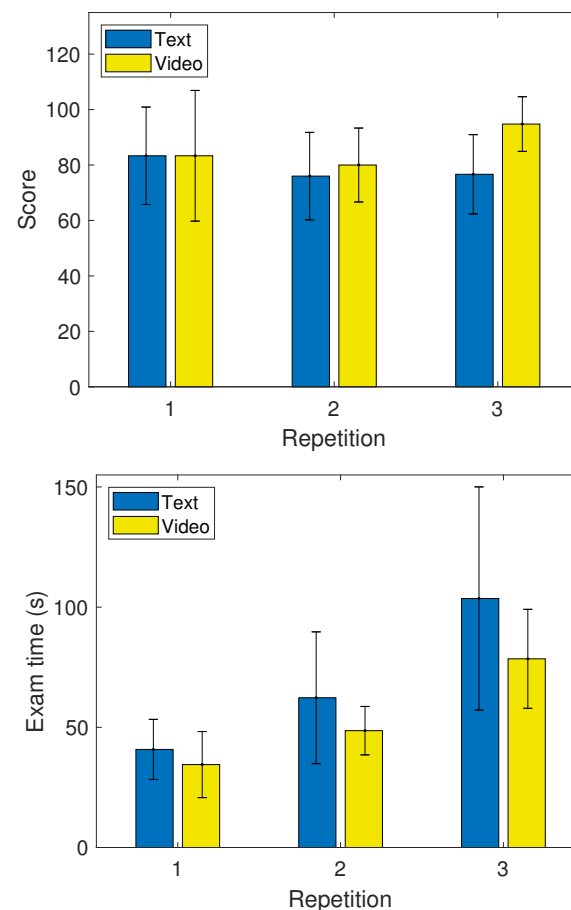 Text
Video
120
100
80
60
40
20
0
Score
1 2 3
Repetition
Text
Video
150
100
50
0
Exam time (s)
1 2 3
Repetition